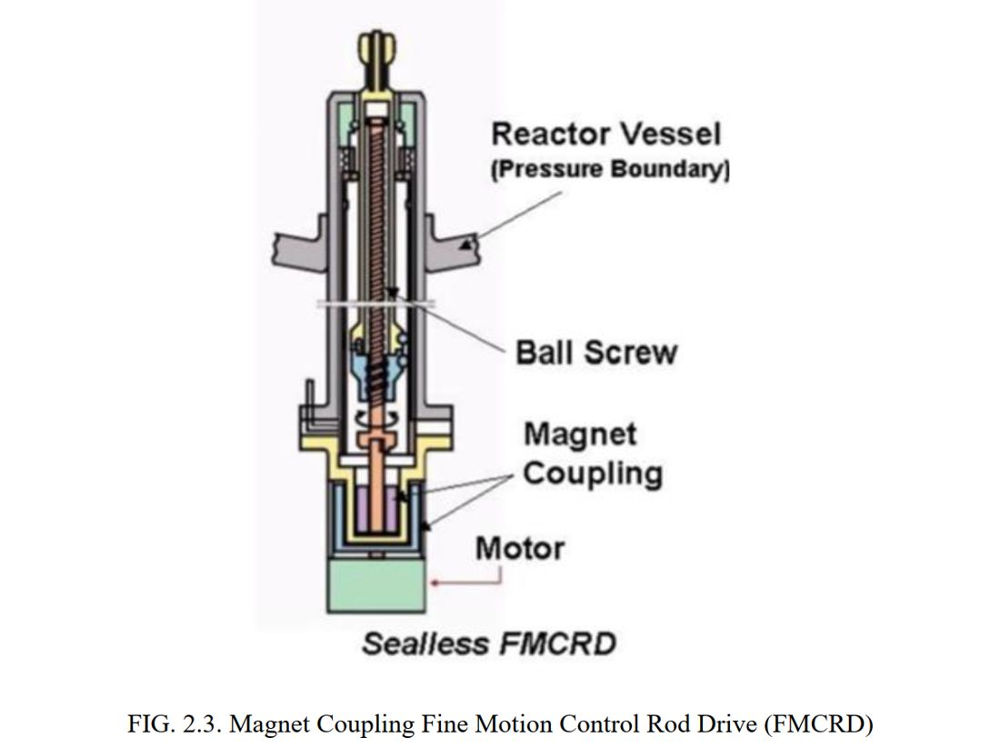 Reactor Vessel
(Pressure Boundary)
Ball Screw
Magnet
Coupling
Motor
Sealless FMCRD
FIG. 2.3. Magnet Coupling Fine Motion Control Rod Drive (FMCRD)